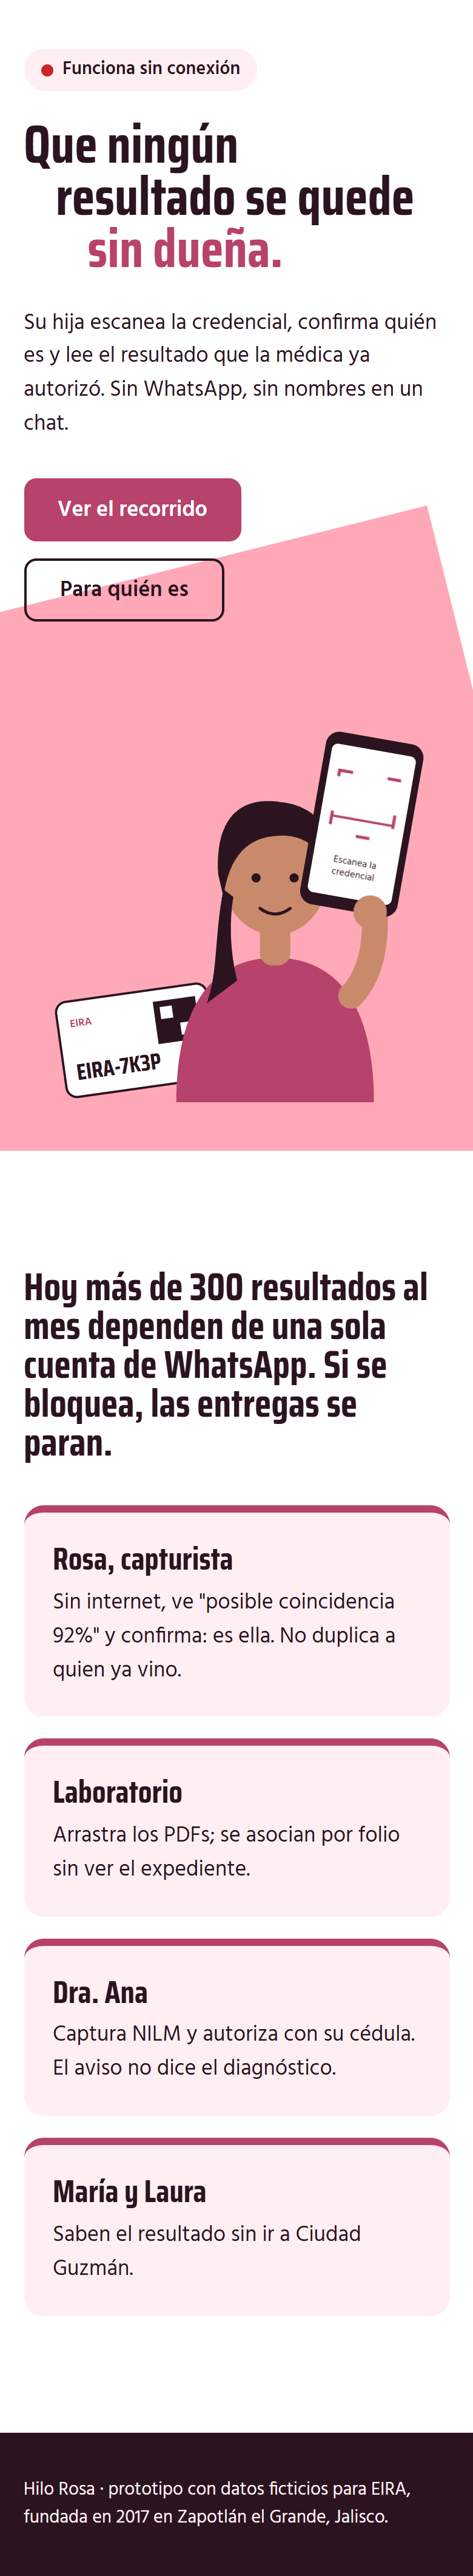 Funciona sin conexión
Que ningún
resultado se quede
sin dueña.
Su hija escanea la credencial, confirma quién
es y lee el resultado que la médica ya
autorizó. Sin WhatsApp, sin nombres en un
chat.
Ver el recorrido
Para quién es
Escanea la
credencial
EIRA
EIRA-7K3P
Hoy más de 300 resultados al
mes dependen de una sola
cuenta de WhatsApp. Si se
bloquea, las entregas se
paran.
Rosa, capturista
Sin internet, ve "posible coincidencia
92%" y confirma: es ella. No duplica a
quien ya vino.
Laboratorio
Arrastra los PDFs; se asocian por folio
sin ver el expediente.
Dra. Ana
Captura NILM y autoriza con su cédula.
El aviso no dice el diagnóstico.
María y Laura
Saben el resultado sin ir a Ciudad
Guzmán.
Hilo Rosa · prototipo con datos ficticios para EIRA,
fundada en 2017 en Zapotlán el Grande, Jalisco.